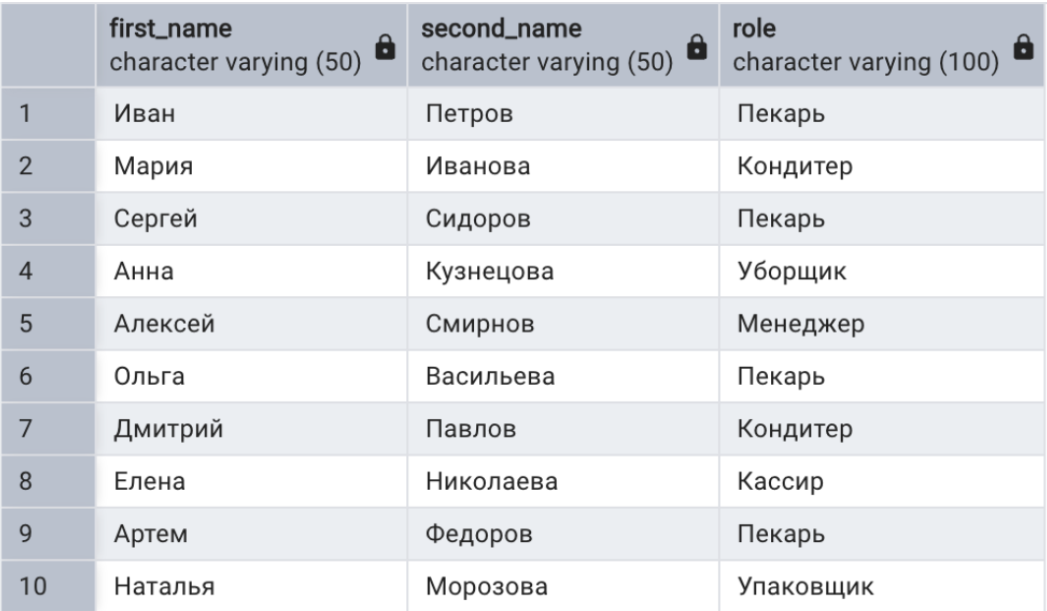 first_name second_name role
character varying (50) character varying (50) character varying (100)
1 Иван Петров Пекарь
2 Мария Иванова Кондитер
3 Сергей Сидоров Пекарь
4 Анна Кузнецова Уборщик
5 Алексей Смирнов Менеджер
6 Ольга Васильева Пекарь
7 Дмитрий Павлов Кондитер
8 Елена Николаева Кассир
9 Артем Федоров Пекарь
10 Наталья Морозова Упаковщик